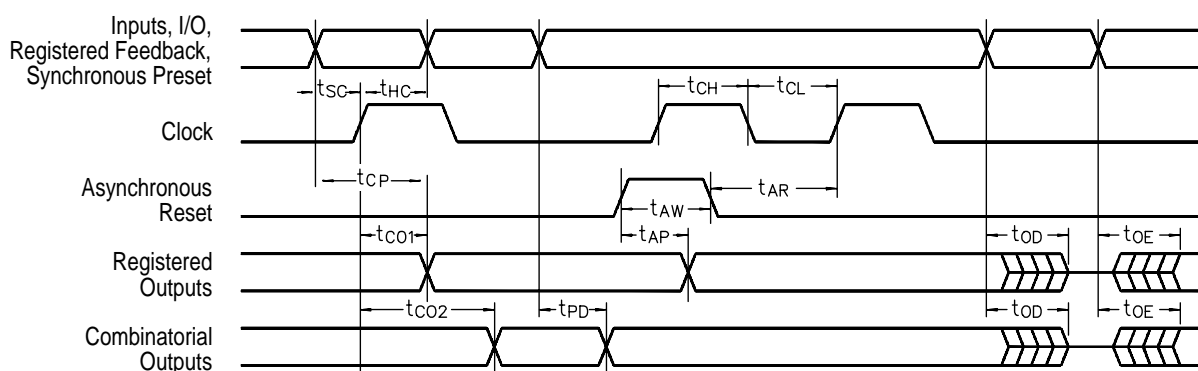 Inputs, I/O,
Registered Feedback,
Synchronous Preset
tSC
tHC
tCH
tCL
Clock
tCP
Asynchronous
Reset
tAR
tAW
tCO1
tAP
tOD
tOE
Registered
Outputs
tCO2
tPD
tOD
tOE
Combinatorial
Outputs